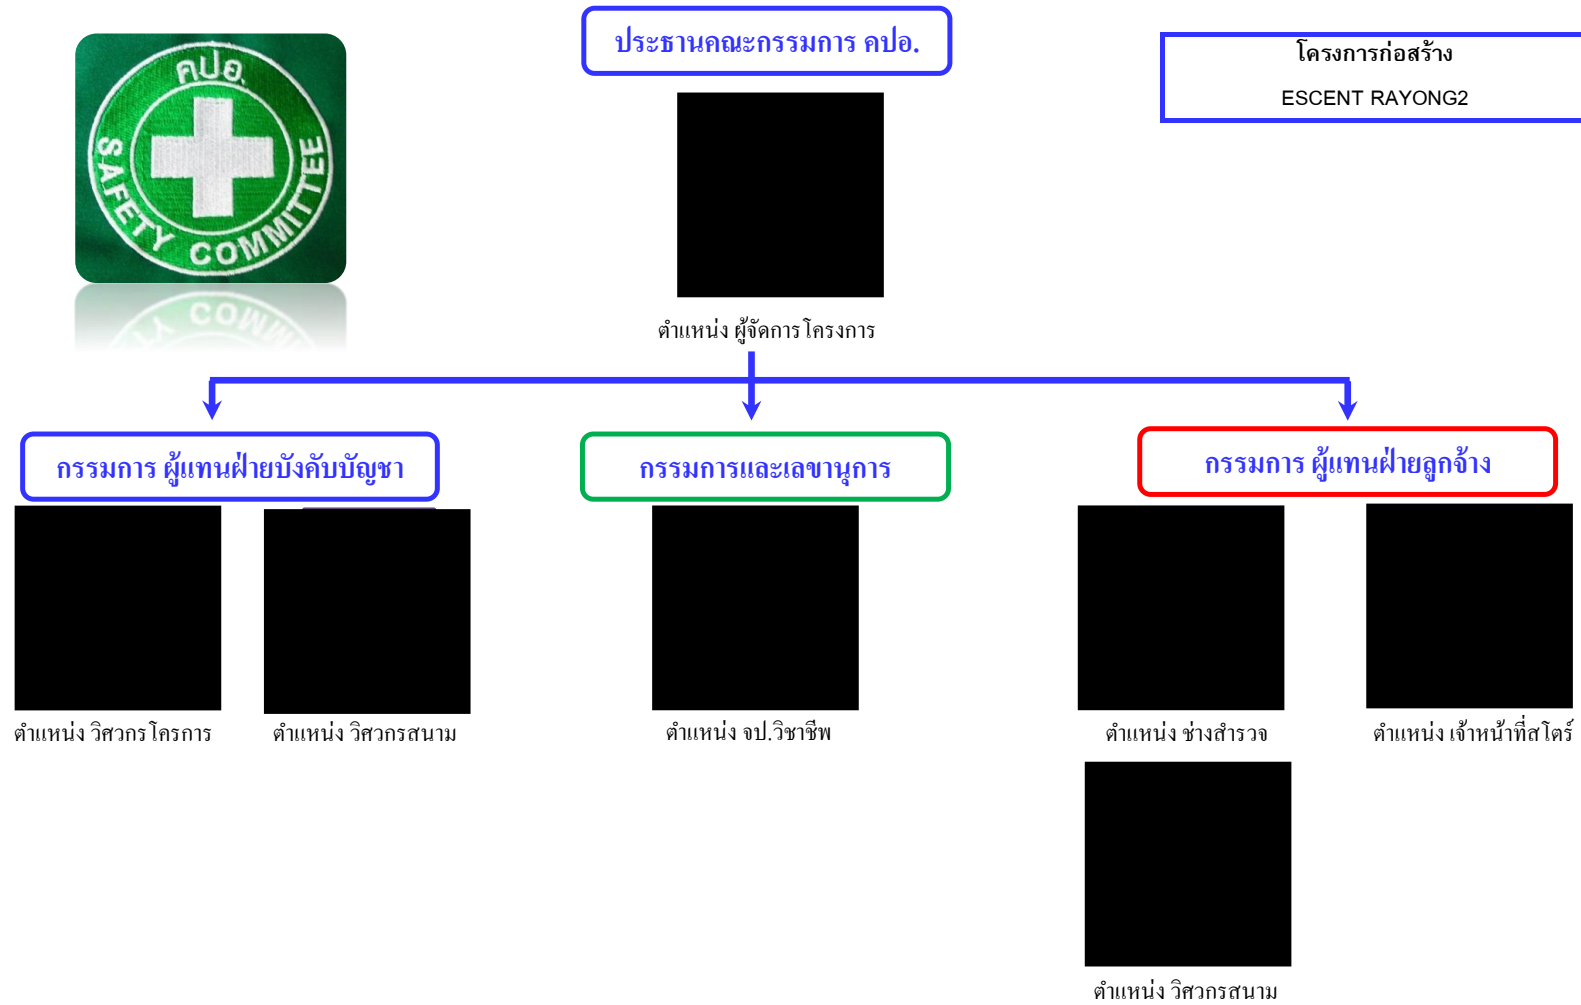 ประธานคณะกรรมการ คปอ.
โครงการก่อสร้าง
ESCENT RAYONG2
คปอ.
SAFETY COMMITTEE
ตำแหน่ง ผู้จัดการโครงการ
กรรมการ ผู้แทนฝ่ายบังคับบัญชา
กรรมการและเลขานุการ
กรรมการ ผู้แทนฝ่ายลูกจ้าง
ตำแหน่ง วิศวกรโครการ
ตำแหน่ง วิศวกรสนาม
ตำแหน่ง จป.วิชาชีพ
ตำแหน่ง ช่างสำรวจ
ตำแหน่ง เจ้าหน้าที่สโตร์
ตำแหน่ง วิศวกรสนาม